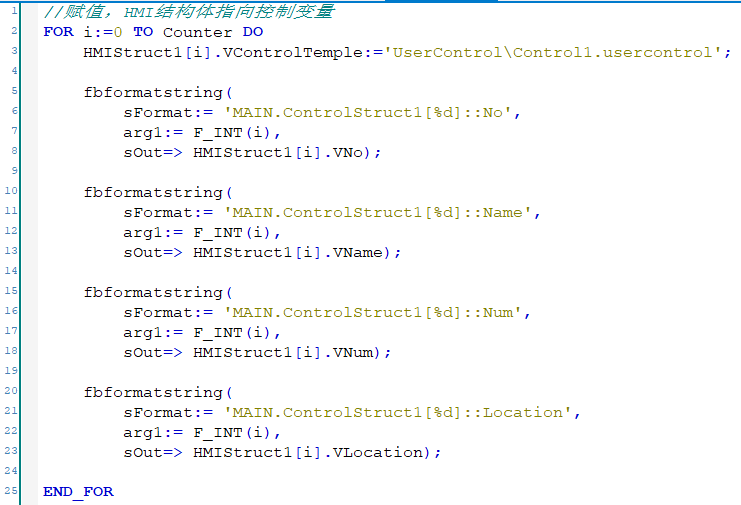 1 //赋值，HMI结构体指向控制变量
2 FOR i:=0 TO Counter DO
3 HMIStruct1[i].VControlTemple:='UserControl\Control1.usercontrol';
4
5 fbformatstring(
6 sFormat:= 'MAIN.ControlStruct1[%d]::No',
7 arg1:= F_INT(i),
8 sOut=> HMIStruct1[i].VNo);
9
10 fbformatstring(
11 sFormat:= 'MAIN.ControlStruct1[%d]::Name',
12 arg1:= F_INT(i),
13 sOut=> HMIStruct1[i].VName);
14
15 fbformatstring(
16 sFormat:= 'MAIN.ControlStruct1[%d]::Num',
17 arg1:= F_INT(i),
18 sOut=> HMIStruct1[i].VNum);
19
20 fbformatstring(
21 sFormat:= 'MAIN.ControlStruct1[%d]::Location',
22 arg1:= F_INT(i),
23 sOut=> HMIStruct1[i].VLocation);
24
25 END_FOR